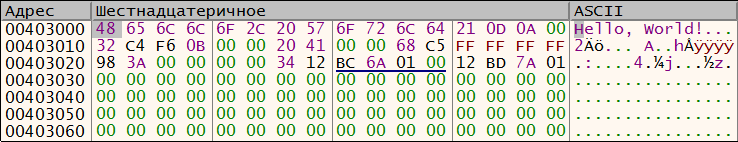 Адрес Шестнадцатеричное ASCII
00403000 48 65 6C 6C 6F 2C 20 57 6F 72 6C 64 21 0D 0A 00 Hello, World!...
00403010 32 C4 F6 0B 00 00 20 41 00 00 68 C5 FF FF FF FF 2Äö... A..hÅÿÿÿÿ
00403020 98 3A 00 00 00 00 34 12 BC 6A 01 00 12 BD 7A 01 .:....4.¼j...½z.
00403030 00 00 00 00 00 00 00 00 00 00 00 00 00 00 00 00 ................
00403040 00 00 00 00 00 00 00 00 00 00 00 00 00 00 00 00 ................
00403050 00 00 00 00 00 00 00 00 00 00 00 00 00 00 00 00 ................
00403060 00 00 00 00 00 00 00 00 00 00 00 00 00 00 00 00 ................